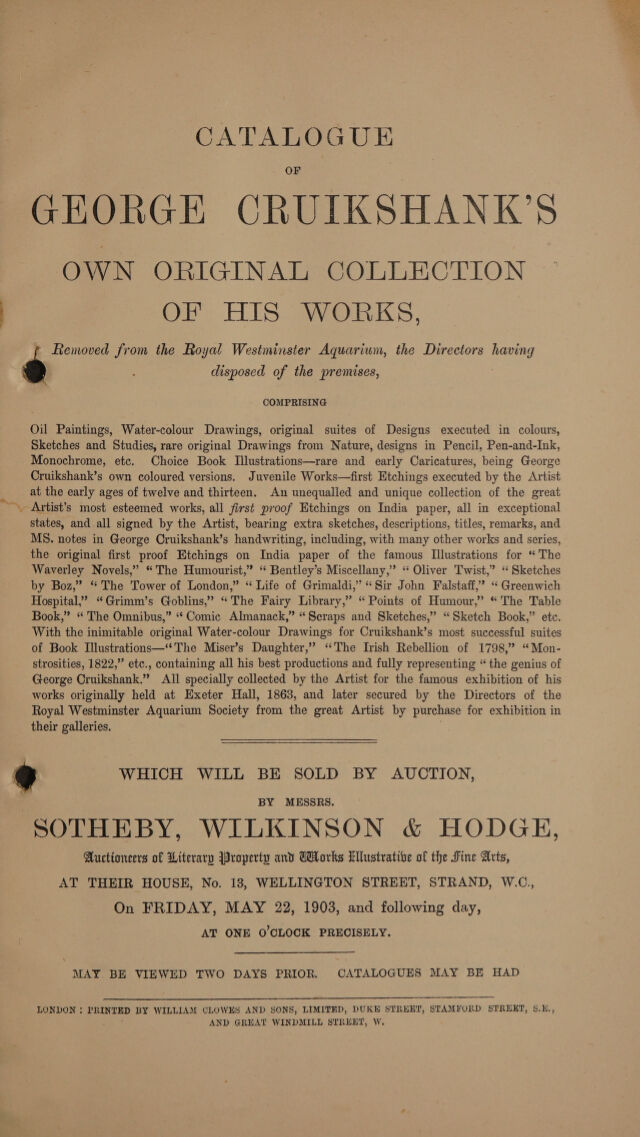 CATALOGUE
OF
GEORGE CRUIKSHANK'S
OWN ORIGINAL COLLECTION
OF HIS WORKS,
Removed from the Royal Westminster Aquarium, the Directors having
disposed of the premises,
COMPRISING
Oil Paintings, Water-colour Drawings, original suites of Designs executed in colours,
Sketches and Studies, rare original Drawings from Nature, designs in Pencil, Pen-and-Ink,
Monochrome, etc. Choice Book Illustrations—rare and early Caricatures, being George
Cruikshank's own coloured versions. Juvenile Works—first Etchings executed by the Artist
at the early ages of twelve and thirteen. An unequalled and unique collection of the great
Artist's most esteemed works, all first proof Etchings on India paper, all in exceptional
states, and all signed by the Artist, bearing extra sketches, descriptions, titles, remarks, and
MS. notes in George Cruikshank's handwriting, including, with many other works and series,
the original first proof Etchings on India paper of the famous Illustrations for “The
Waverley Novels,” “The Humourist,” “Bentley's Miscellany,” “Oliver Twist,” “Sketches
by Boz,” “The Tower of London,” “Life of Grimaldi,” “Sir John Falstaff,” “Greenwich
Hospital,” “Grimm's Goblins,” “The Fairy Library,” “Points of Humour,” “The Table
Book,” “The Omnibus,” “Comic Almanack,” “Scraps and Sketches,” “Sketch Book,” etc.
With the inimitable original Water-colour Drawings for Cruikshank's most successful suites
of Book Illustrations—“The Miser's Daughter,” “The Irish Rebellion of 1798,” “Mon-
strosities, 1822,” etc., containing all his best productions and fully representing “the genius of
George Cruikshank.” All specially collected by the Artist for the famous exhibition of his
works originally held at Exeter Hall, 1863, and later secured by the Directors of the
Royal Westminster Aquarium Society from the great Artist by purchase for exhibition in
their galleries.
WHICH WILL BE SOLD BY AUCTION,
BY MESSRS.
SOTHEBY, WILKINSON & HODGE,
Auctioneers of Literary Property and Works Illustrative of the Fine Arts,
AT THEIR HOUSE, No. 13, WELLINGTON STREET, STRAND, W.C.,
On FRIDAY, MAY 22, 1903, and following day,
AT ONE O'CLOCK PRECISELY.
MAY BE VIEWED TWO DAYS PRIOR. CATALOGUES MAY BE HAD
LONDON: PRINTED BY WILLIAM CLOWES AND SONS, LIMITED, DUKE STREET, STAMFORD STREET, S.E.,
AND GREAT WINDMILL STREET, W.